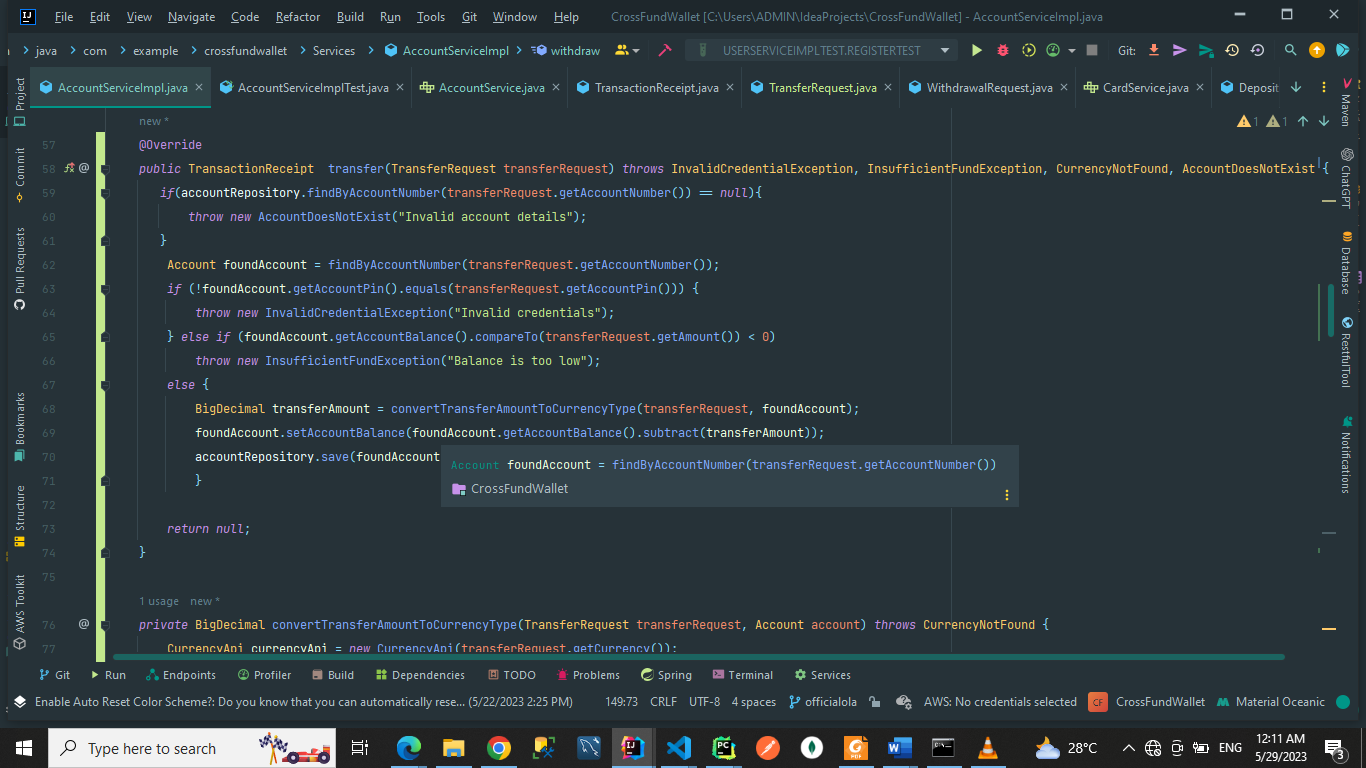 File Edit View Navigate Code Refactor Build Run Tools Git Window Help CrossFundWallet [C:\Users\ADMIN\IdeaProjects\CrossFundWallet] - AccountServiceImpl.java
java com example crossfundwallet Services AccountServiceImpl withdraw USERSERVICEIMPLTEST.REGISTERTEST Git:
AccountServiceImpl.java AccountServiceImplTest.java AccountService.java TransactionReceipt.java TransferRequest.java WithdrawalRequest.java CardService.java Deposit
new *
1 1
57 @Override
58 public TransactionReceipt transfer(TransferRequest transferRequest) throws InvalidCredentialException, InsufficientFundException, CurrencyNotFound, AccountDoesNotExist {
59 if(accountRepository.findByAccountNumber(transferRequest.getAccountNumber()) == null){
60 throw new AccountDoesNotExist("Invalid account details");
61 }
62 Account foundAccount = findByAccountNumber(transferRequest.getAccountNumber());
63 if (!foundAccount.getAccountPin().equals(transferRequest.getAccountPin())) {
64 throw new InvalidCredentialException("Invalid credentials");
65 } else if (foundAccount.getAccountBalance().compareTo(transferRequest.getAmount()) < 0)
66 throw new InsufficientFundException("Balance is too low");
67 else {
68 BigDecimal transferAmount = convertTransferAmountToCurrencyType(transferRequest, foundAccount);
69 foundAccount.setAccountBalance(foundAccount.getAccountBalance().subtract(transferAmount));
70 accountRepository.save(foundAccount
Account foundAccount = findByAccountNumber(transferRequest.getAccountNumber())
71 }
CrossFundWallet
72
73 return null;
74 }
75
1 usage new *
76 private BigDecimal convertTransferAmountToCurrencyType(TransferRequest transferRequest, Account account) throws CurrencyNotFound {
77 CurrencyApi currencyApi = new CurrencyApi(transferRequest.getCurrency());
Project
Commit
Pull Requests
Bookmarks
Structure
AWS Toolkit
Maven
ChatGPT
Database
RestfulTool
Notifications
Git Run Endpoints Profiler Build Dependencies TODO Problems Spring Terminal Services
Enable Auto Reset Color Scheme?: Do you know that you can automatically rese... (5/22/2023 2:25 PM) 149:73 CRLF UTF-8 4 spaces officialola AWS: No credentials selected CF CrossFundWallet Material Oceanic
Type here to search 28°C ENG 12:11 AM
5/29/2023 3